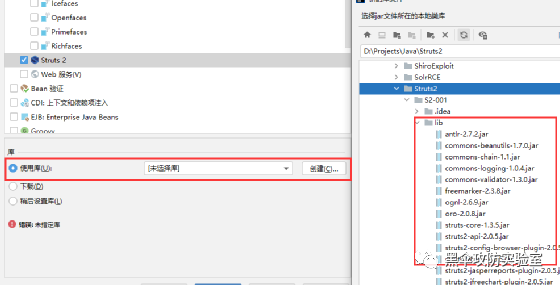 Icefaces
Openfaces
Primefaces
Richfaces
Struts 2
Web 服务(V)
Bean 验证
CDI: 上下文和依赖项注入
EJB: Enterprise Java Beans
Groovy
库
使用库(U):
[未选择库]
创建(C)...
下载(D)
稍后设置库(L)
错误: 未指定库
选择jar文件所在的本地类库
D:\Projects\Java\Struts2
ShiroExploit
SolrRCE
Struts2
S2-001
.idea
lib
antlr-2.7.2.jar
commons-beanutils-1.7.0.jar
commons-chain-1.1.jar
commons-logging-1.0.4.jar
commons-validator-1.3.0.jar
freemarker-2.3.8.jar
ognl-2.6.9.jar
oro-2.0.8.jar
struts-core-1.3.5.jar
struts2-api-2.0.5.jar
struts2-config-browser-plugin-2.0.5
黑伞攻防实验室
struts2-jasperreports-plugin-2.0.5
struts2-jfreechart-plugin-2.0.5.jar